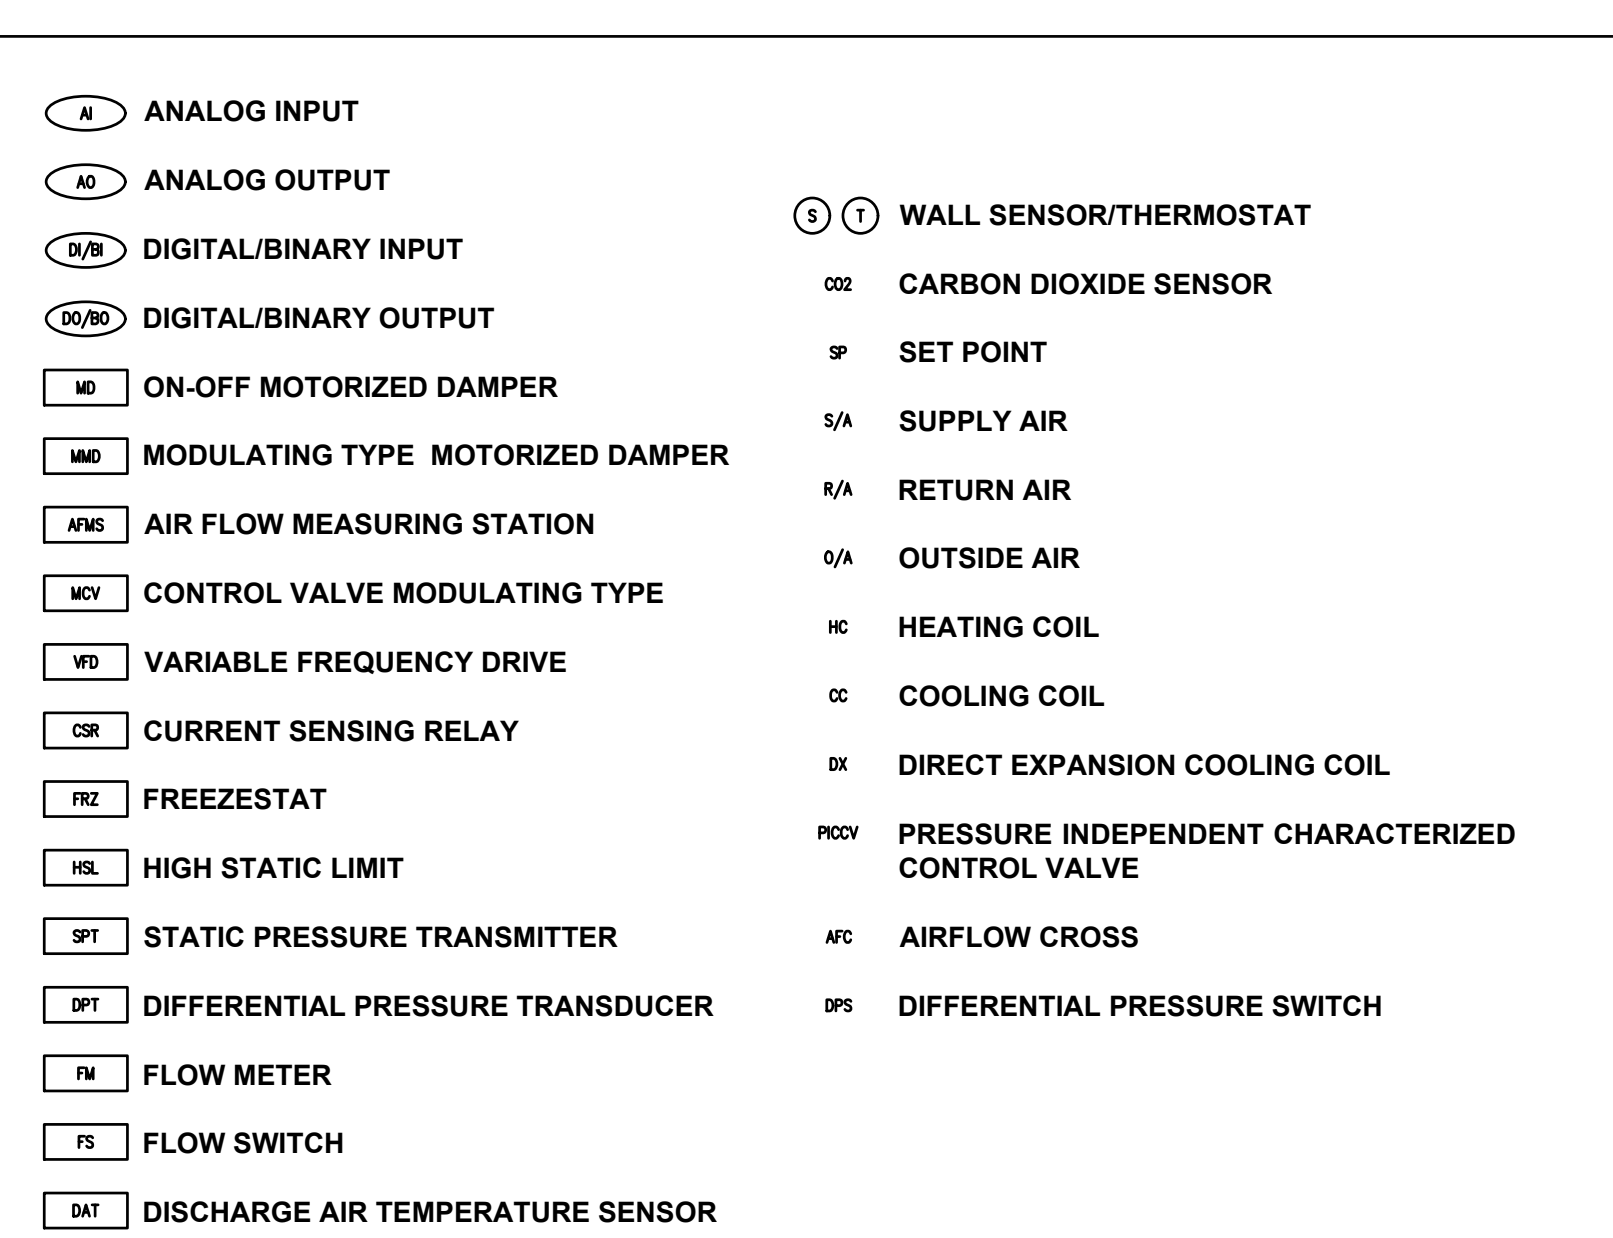 AI ANALOG INPUT
AO ANALOG OUTPUT
DI/BI DIGITAL/BINARY INPUT
DO/BO DIGITAL/BINARY OUTPUT
MD ON-OFF MOTORIZED DAMPER
MMD MODULATING TYPE MOTORIZED DAMPER
AFMS AIR FLOW MEASURING STATION
MCV CONTROL VALVE MODULATING TYPE
VFD VARIABLE FREQUENCY DRIVE
CSR CURRENT SENSING RELAY
FRZ FREEZESTAT
HSL HIGH STATIC LIMIT
SPT STATIC PRESSURE TRANSMITTER
DPT DIFFERENTIAL PRESSURE TRANSDUCER
FM FLOW METER
FS FLOW SWITCH
DAT DISCHARGE AIR TEMPERATURE SENSOR
S T WALL SENSOR/THERMOSTAT
CO2 CARBON DIOXIDE SENSOR
SP SET POINT
S/A SUPPLY AIR
R/A RETURN AIR
O/A OUTSIDE AIR
HC HEATING COIL
CC COOLING COIL
DX DIRECT EXPANSION COOLING COIL
PICCV PRESSURE INDEPENDENT CHARACTERIZED
CONTROL VALVE
AFC AIRFLOW CROSS
DPS DIFFERENTIAL PRESSURE SWITCH